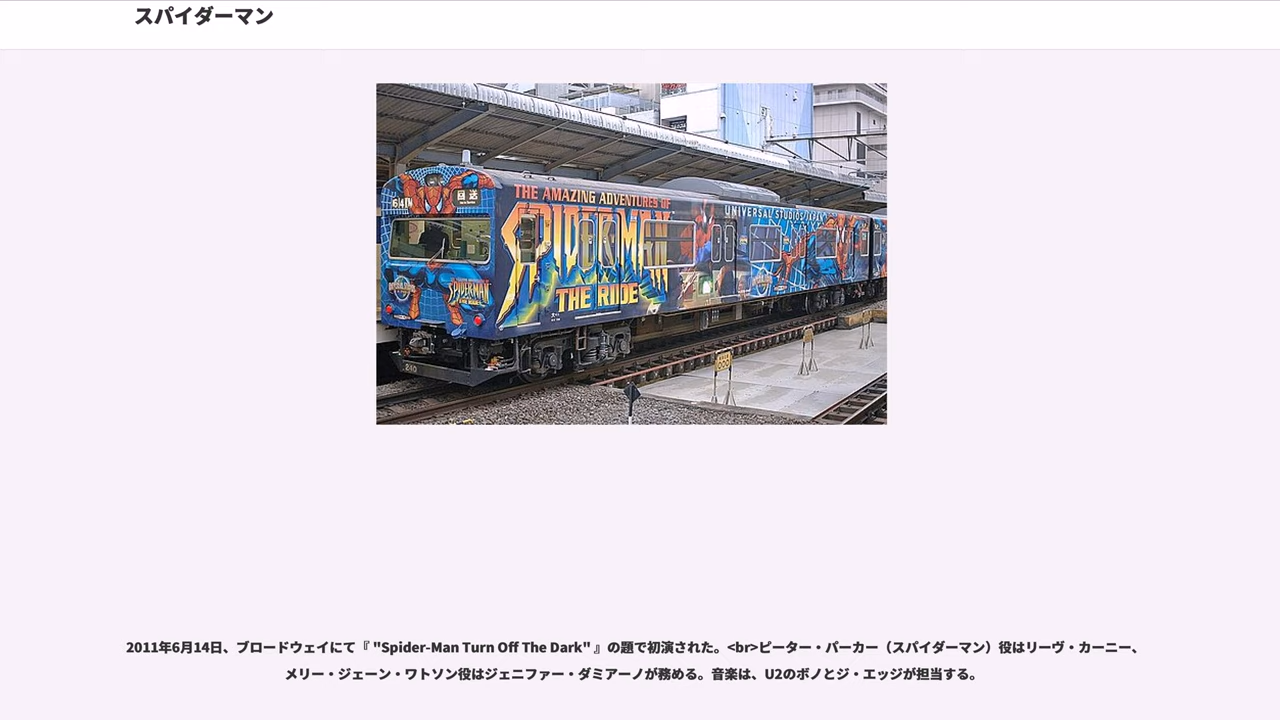 スパイダーマン
THE AMAZING ADVENTURES OF
SPIDER-MAN
THE RIDE
UNIVERSAL STUDIOS JAPAN
回送
SPIDERMAN
240
2011年6月14日、ブロードウェイにて『 "Spider-Man Turn Off The Dark" 』の題で初演された。<br>ピーター・パーカー（スパイダーマン）役はリーヴ・カーニー、
メリー・ジェーン・ワトソン役はジェニファー・ダミアーノが務める。音楽は、U2のボノとジ・エッジが担当する。